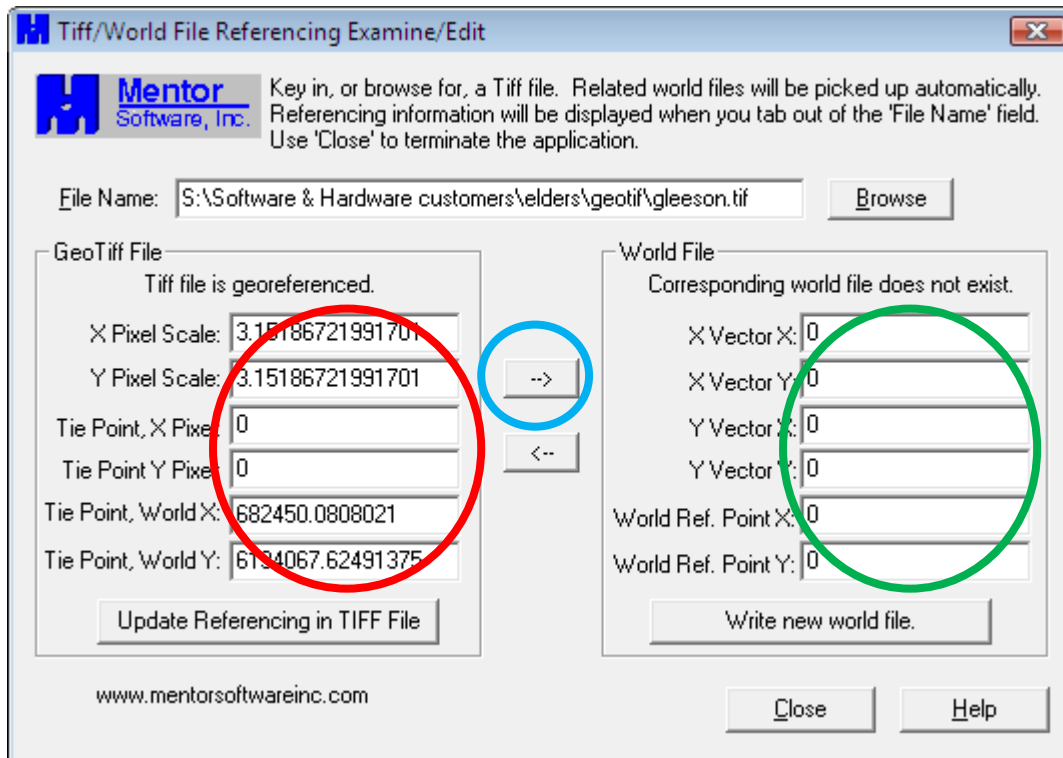 Tiff/World File Referencing Examine/Edit
Mentor
Software, Inc.
Key in, or browse for, a Tiff file. Related world files will be picked up automatically.
Referencing information will be displayed when you tab out of the 'File Name' field.
Use 'Close' to terminate the application.
File Name: S:\Software & Hardware customers\elders\geotif\gleeson.tif Browse
GeoTiff File
Tiff file is georeferenced.
X Pixel Scale: 3.15186721991701
Y Pixel Scale: 3.15186721991701
Tie Point, X Pixel: 0
Tie Point Y Pixel: 0
Tie Point, World X: 682450.0808021
Tie Point, World Y: 6194067.62491375
Update Referencing in TIFF File
-->
<--
World File
Corresponding world file does not exist.
X Vector X: 0
X Vector Y: 0
Y Vector X: 0
Y Vector Y: 0
World Ref. Point X: 0
World Ref. Point Y: 0
Write new world file.
www.mentorsoftwareinc.com
Close Help